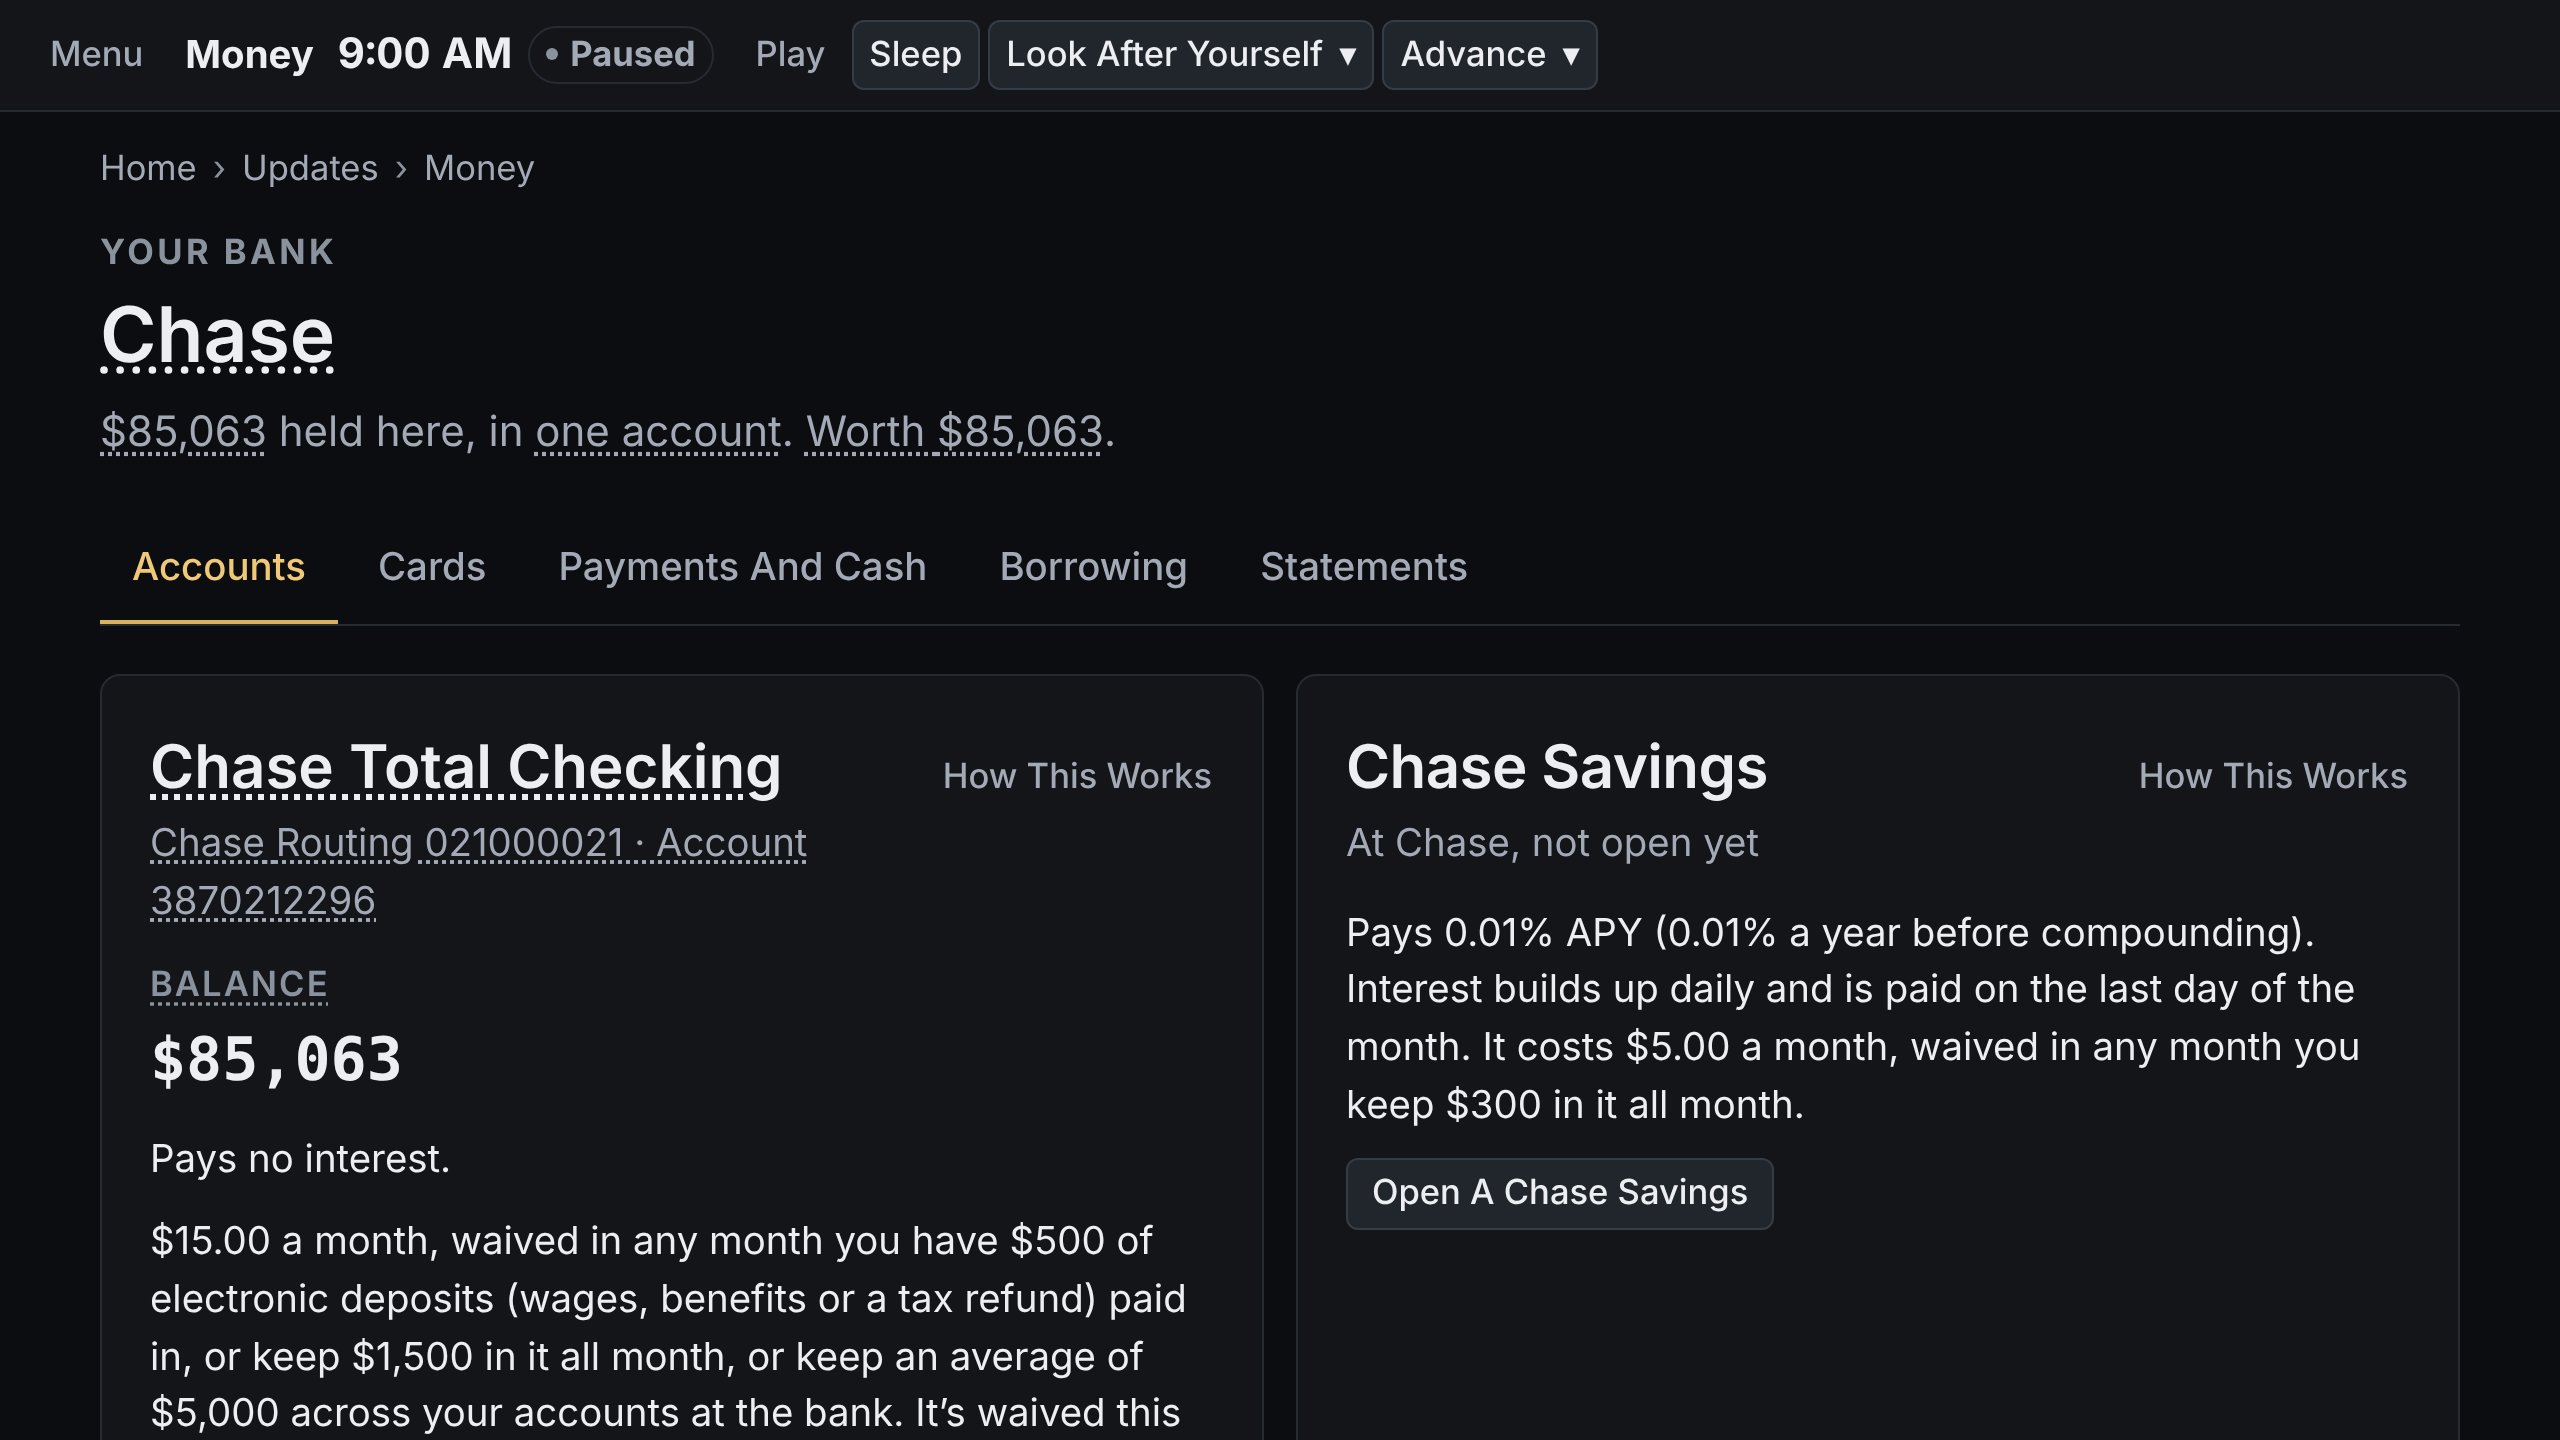 Menu Money 9:00 AM • Paused Play Sleep Look After Yourself ▾ Advance ▾
Home › Updates › Money
YOUR BANK
Chase
$85,063 held here, in one account. Worth $85,063.
Accounts Cards Payments And Cash Borrowing Statements
Chase Total Checking How This Works
Chase Routing 021000021 · Account
3870212296
BALANCE
$85,063
Pays no interest.
$15.00 a month, waived in any month you have $500 of
electronic deposits (wages, benefits or a tax refund) paid
in, or keep $1,500 in it all month, or keep an average of
$5,000 across your accounts at the bank. It’s waived this
Chase Savings How This Works
At Chase, not open yet
Pays 0.01% APY (0.01% a year before compounding).
Interest builds up daily and is paid on the last day of the
month. It costs $5.00 a month, waived in any month you
keep $300 in it all month.
Open A Chase Savings